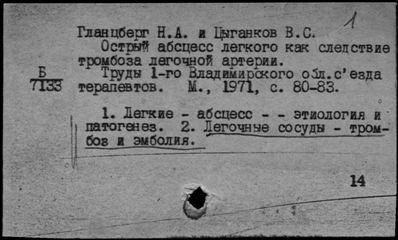 1
Гланцберг Н.А. и Цыганков В.С.
Острый абсцесс легкого как следствие
тромбоза легочной артерии.
Б
7133
Труды 1-го Владимирского обл.с'езда
терапевтов. М., 1971, с. 80-83.
1. Легкие - абсцесс - - этиология и
патогенез. 2. Легочные сосуды - тром-
боз и эмболия.
14